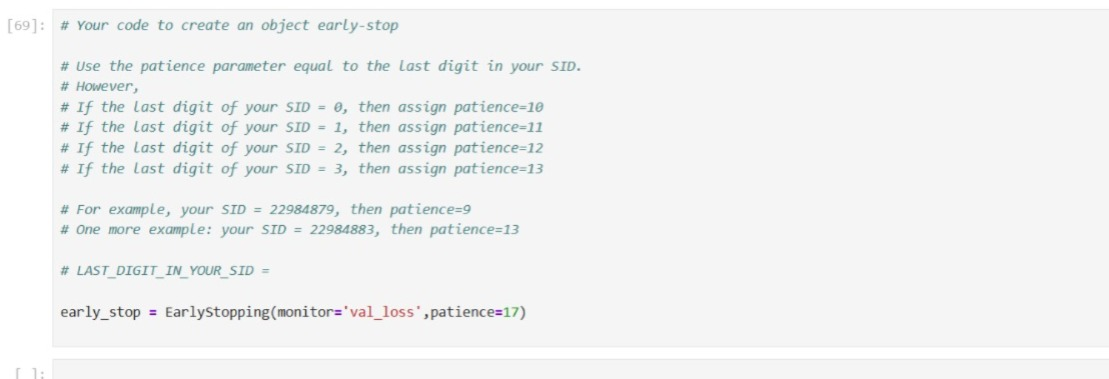 [69]: # Your code to create an object early-stop
# Use the patience parameter equal to the last digit in your SID.
# However,
# If the last digit of your SID = 0, then assign patience=10
# If the last digit of your SID = 1, then assign patience=11
# If the last digit of your SID = 2, then assign patience=12
# If the last digit of your SID = 3, then assign patience=13
# For example, your SID = 22984879, then patience=9
# One more example: your SID = 22984883, then patience=13
# LAST_DIGIT_IN_YOUR_SID =
early_stop = EarlyStopping(monitor='val_loss',patience=17)
[ ]: